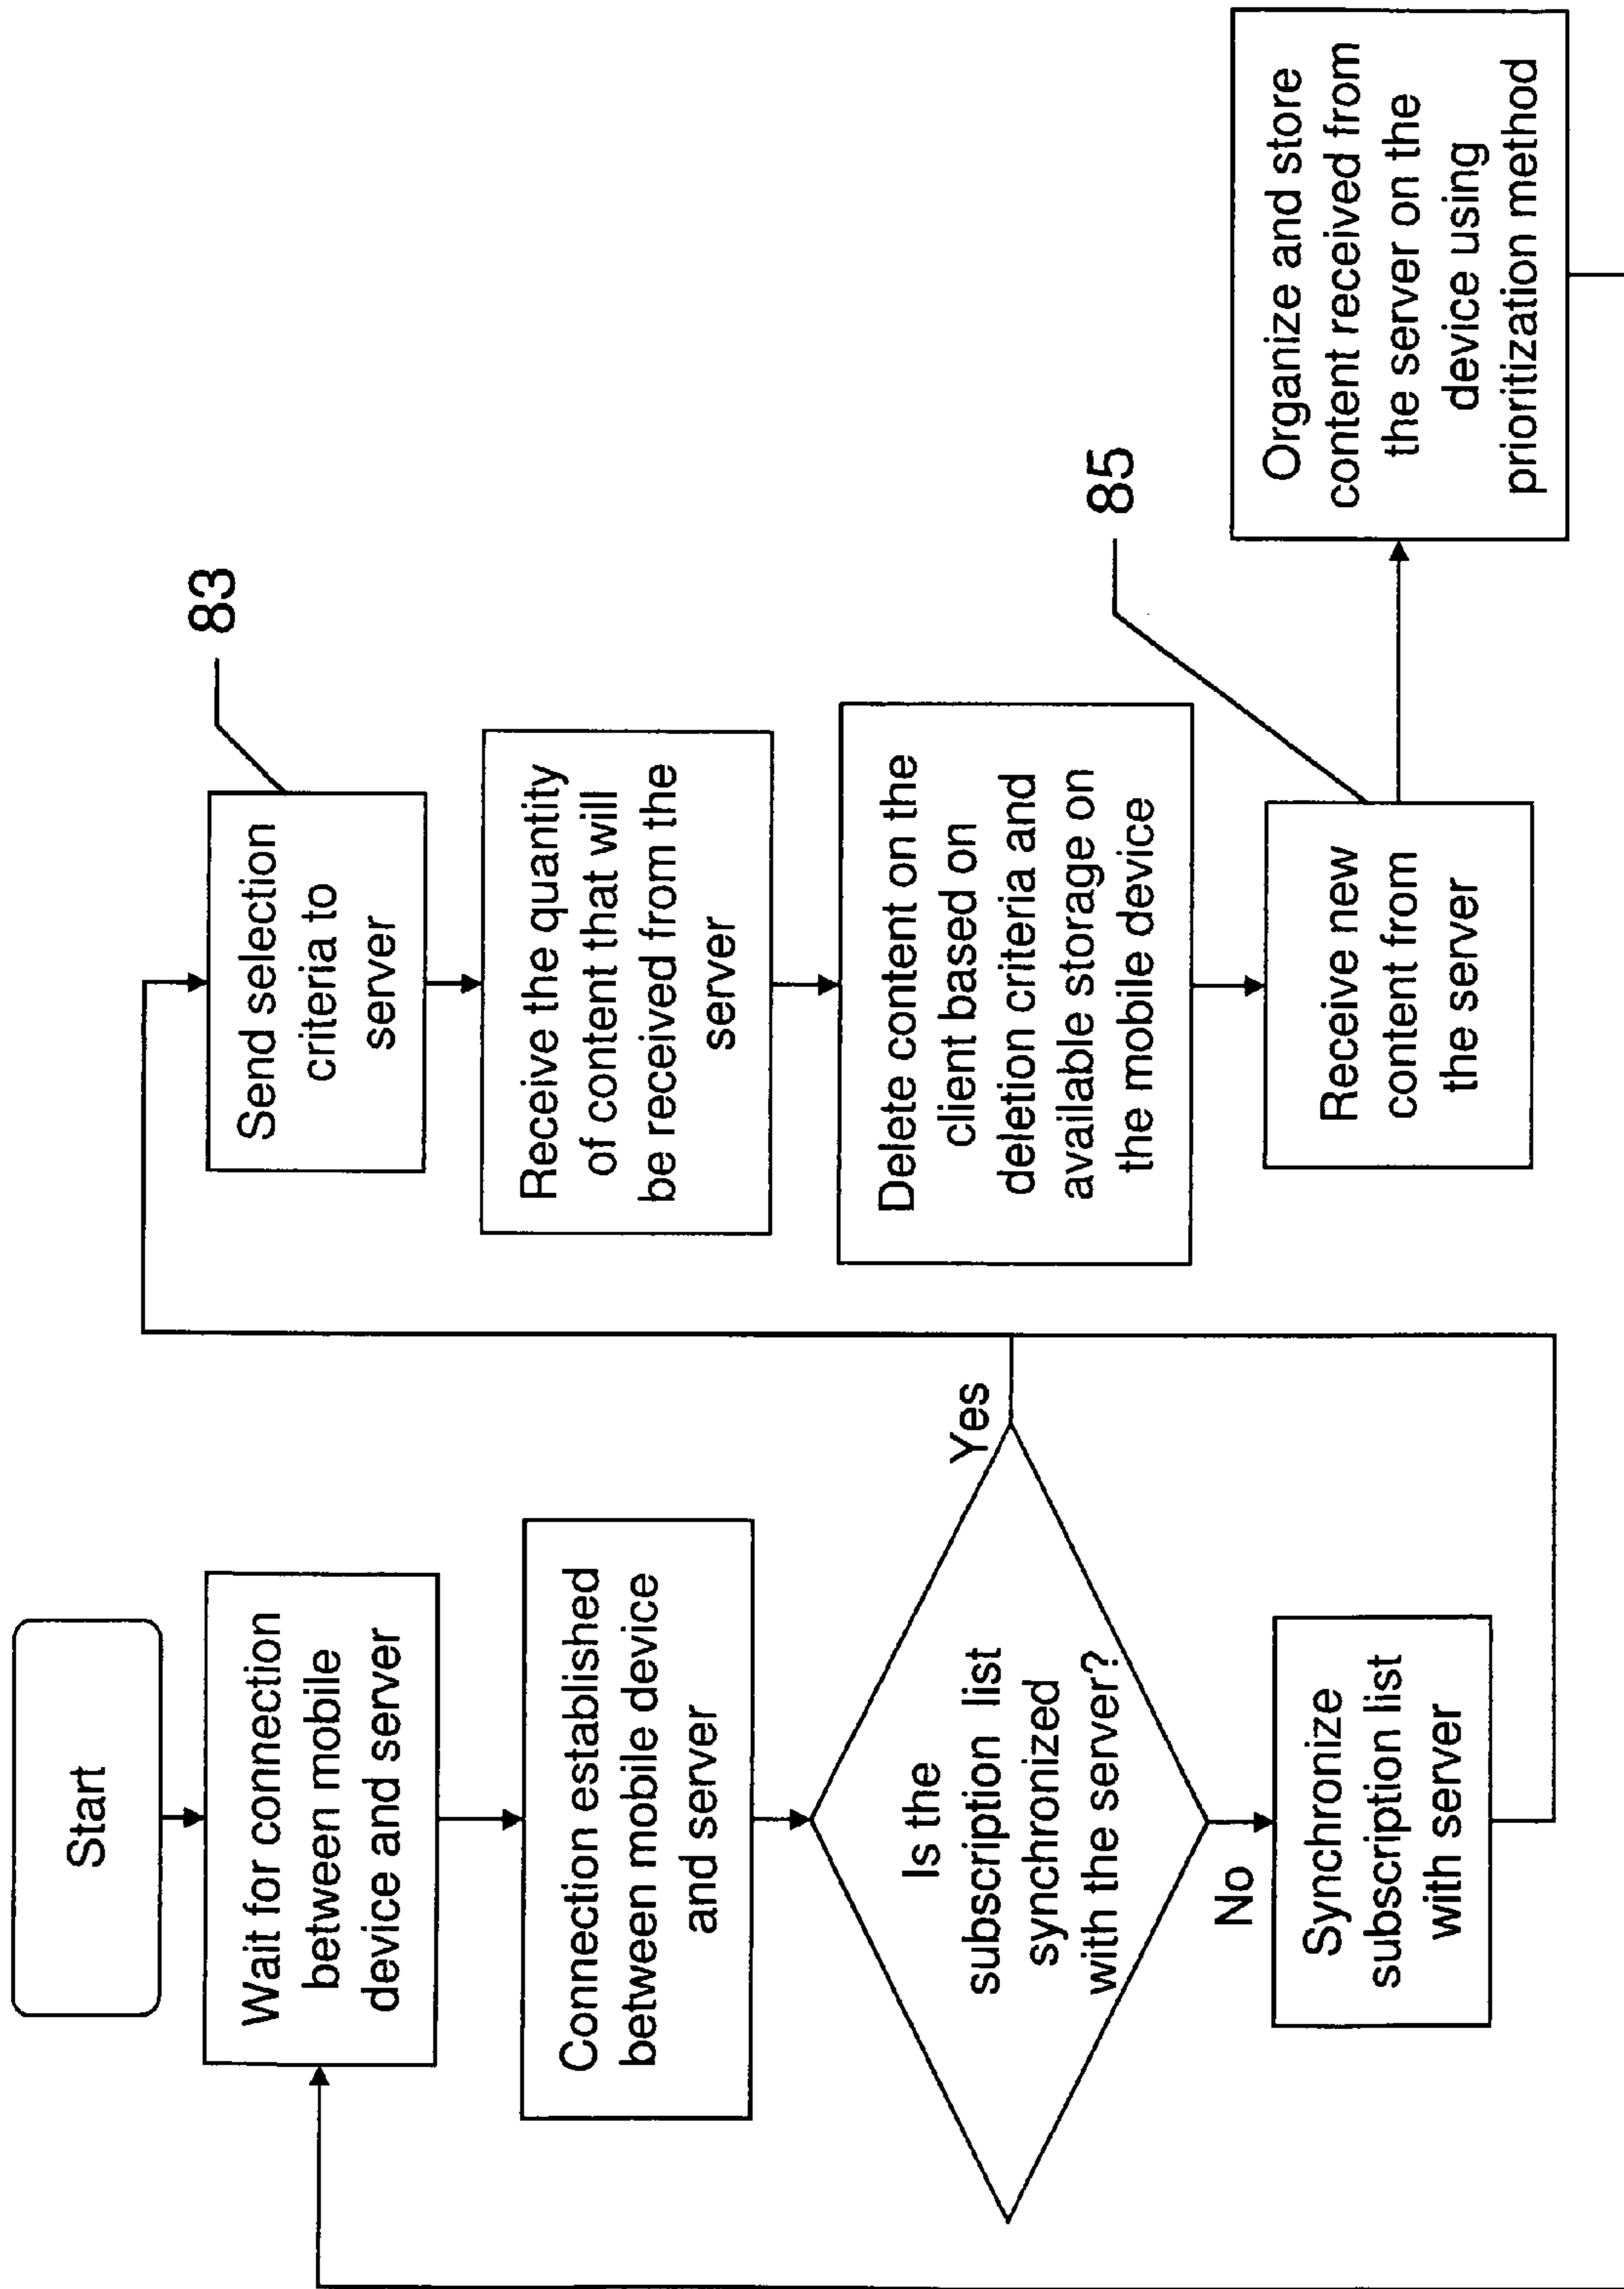 Start
Wait for connection
between mobile
device and server
Connection established
between mobile device
and server
Is the
subscription list
synchronized
with the server?
Yes
No
Synchronize
subscription list
with server
83
Send selection
criteria to
server
Receive the quantity
of content that will
be received from the
server
Delete content on the
client based on
deletion criteria and
available storage on
the mobile device
85
Receive new
content from
the server
Organize and store
content received from
the server on the
device using
prioritization method